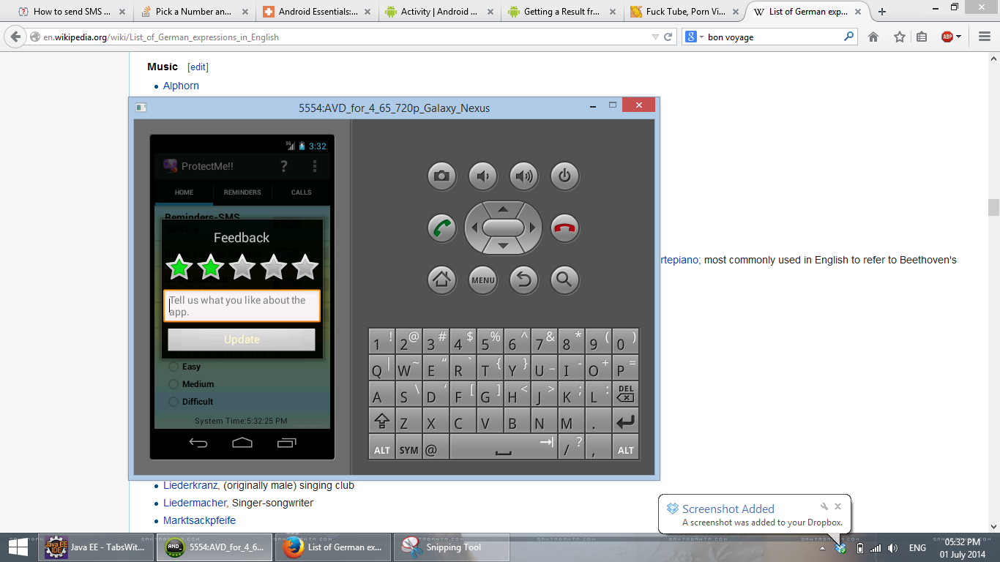 How to send SMS ...
Pick a Number an...
Android Essentials:...
Activity | Android ...
Getting a Result fr...
Fuck Tube, Porn Vi...
List of German exp...
en.wikipedia.org/wiki/List_of_German_expressions_in_English
bon voyage
ABP
Music [edit]
Alphorn
5554:AVD_for_4_65_720p_Galaxy_Nexus
3G 3:32
ProtectMe!! ?
HOME REMINDERS CALLS
Reminders-SMS
Service
Feedback
Tell us what you like about the
app.
Update
Easy
Medium
Difficult
System Time:5:32:25 PM
MENU
1 ! 2 @ 3 # 4 $ 5 % 6 ^ 7 & 8 * 9 ( 0 )
Q | W ~ E “ R ` T { Y } U _ I - O + P =
A S \ D ‘ F [ G ] H < J > K ; L : DEL
Z X C V B N M .
ALT SYM @ / ? , ALT
rtepiano; most commonly used in English to refer to Beethoven's
Liederkranz, (originally male) singing club
Liedermacher, Singer-songwriter
Marktsackpfeife
Screenshot Added
A screenshot was added to your Dropbox.
Java EE - TabsWit...
5554:AVD_for_4_6...
List of German ex...
Snipping Tool
ENG
05:32 PM
01 July 2014